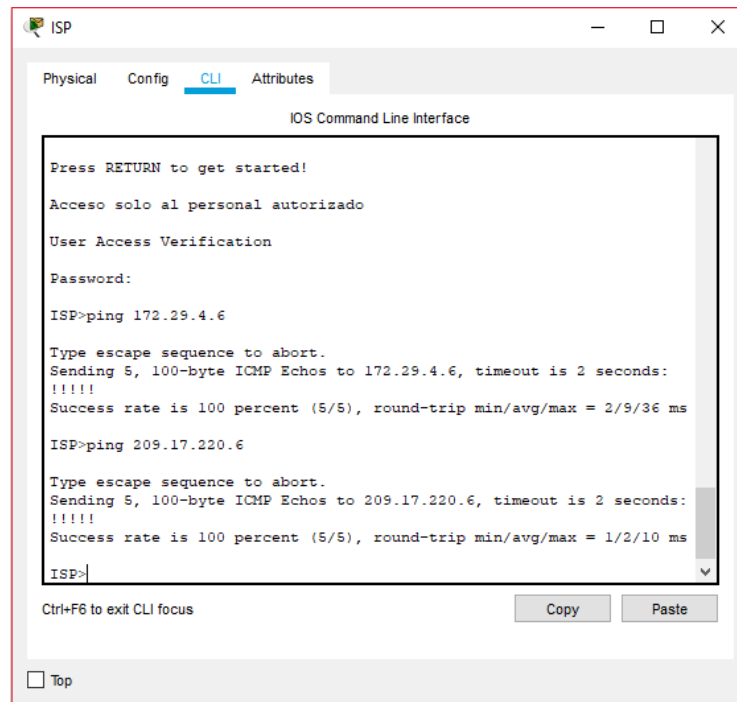 ISP
Physical Config CLI Attributes
IOS Command Line Interface
Press RETURN to get started!
Acceso solo al personal autorizado
User Access Verification
Password:
ISP>ping 172.29.4.6
Type escape sequence to abort.
Sending 5, 100-byte ICMP Echos to 172.29.4.6, timeout is 2 seconds:
!!!!!
Success rate is 100 percent (5/5), round-trip min/avg/max = 2/9/36 ms
ISP>ping 209.17.220.6
Type escape sequence to abort.
Sending 5, 100-byte ICMP Echos to 209.17.220.6, timeout is 2 seconds:
!!!!!
Success rate is 100 percent (5/5), round-trip min/avg/max = 1/2/10 ms
ISP>
Ctrl+F6 to exit CLI focus Copy Paste
Top